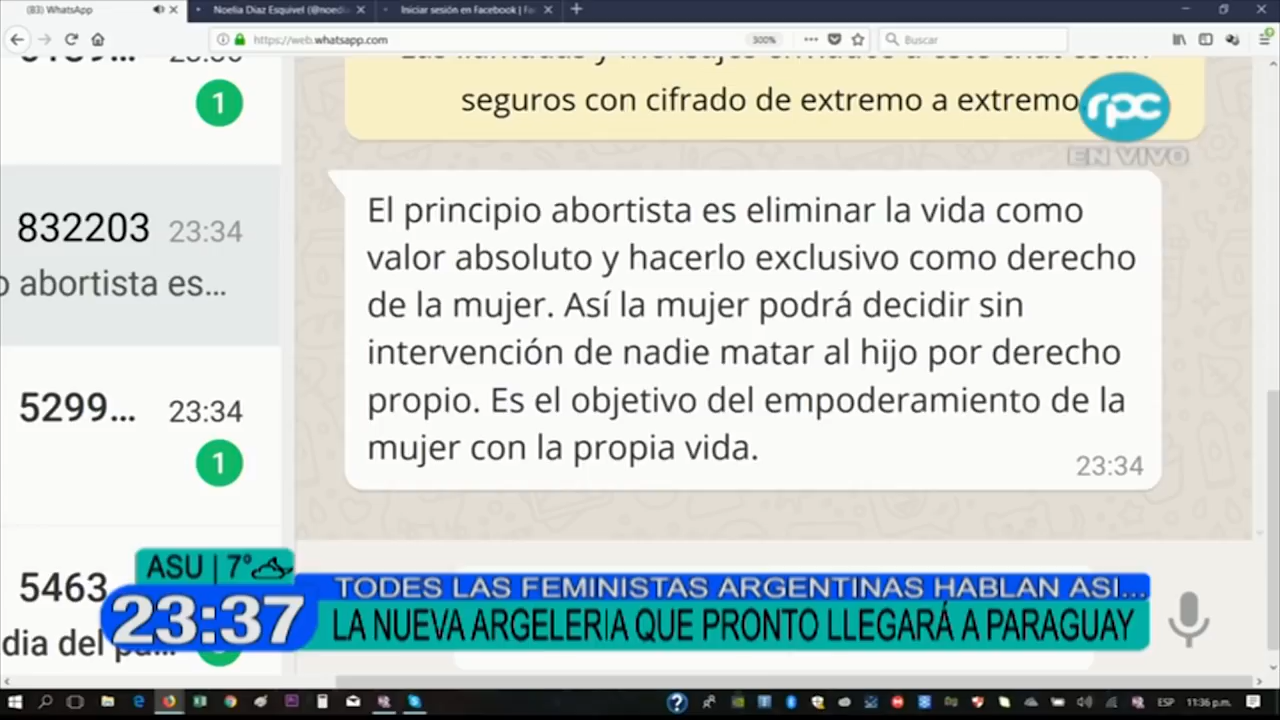 (83) WhatsApp
Noelia Diaz Esquivel (@noedi
Iniciar sesión en Facebook | Fac
https://web.whatsapp.com
300%
Buscar
seguros con cifrado de extremo a extremo.
rpc
EN VIVO
1
832203 23:34
o abortista es...
El principio abortista es eliminar la vida como
valor absoluto y hacerlo exclusivo como derecho
de la mujer. Así la mujer podrá decidir sin
intervención de nadie matar al hijo por derecho
propio. Es el objetivo del empoderamiento de la
mujer con la propia vida.
23:34
5299... 23:34
1
5463
dia del
ASU | 7°
23:37
TODES LAS FEMINISTAS ARGENTINAS HABLAN ASI...
LA NUEVA ARGELERIA QUE PRONTO LLEGARÁ A PARAGUAY
ESP 11:36 p.m.